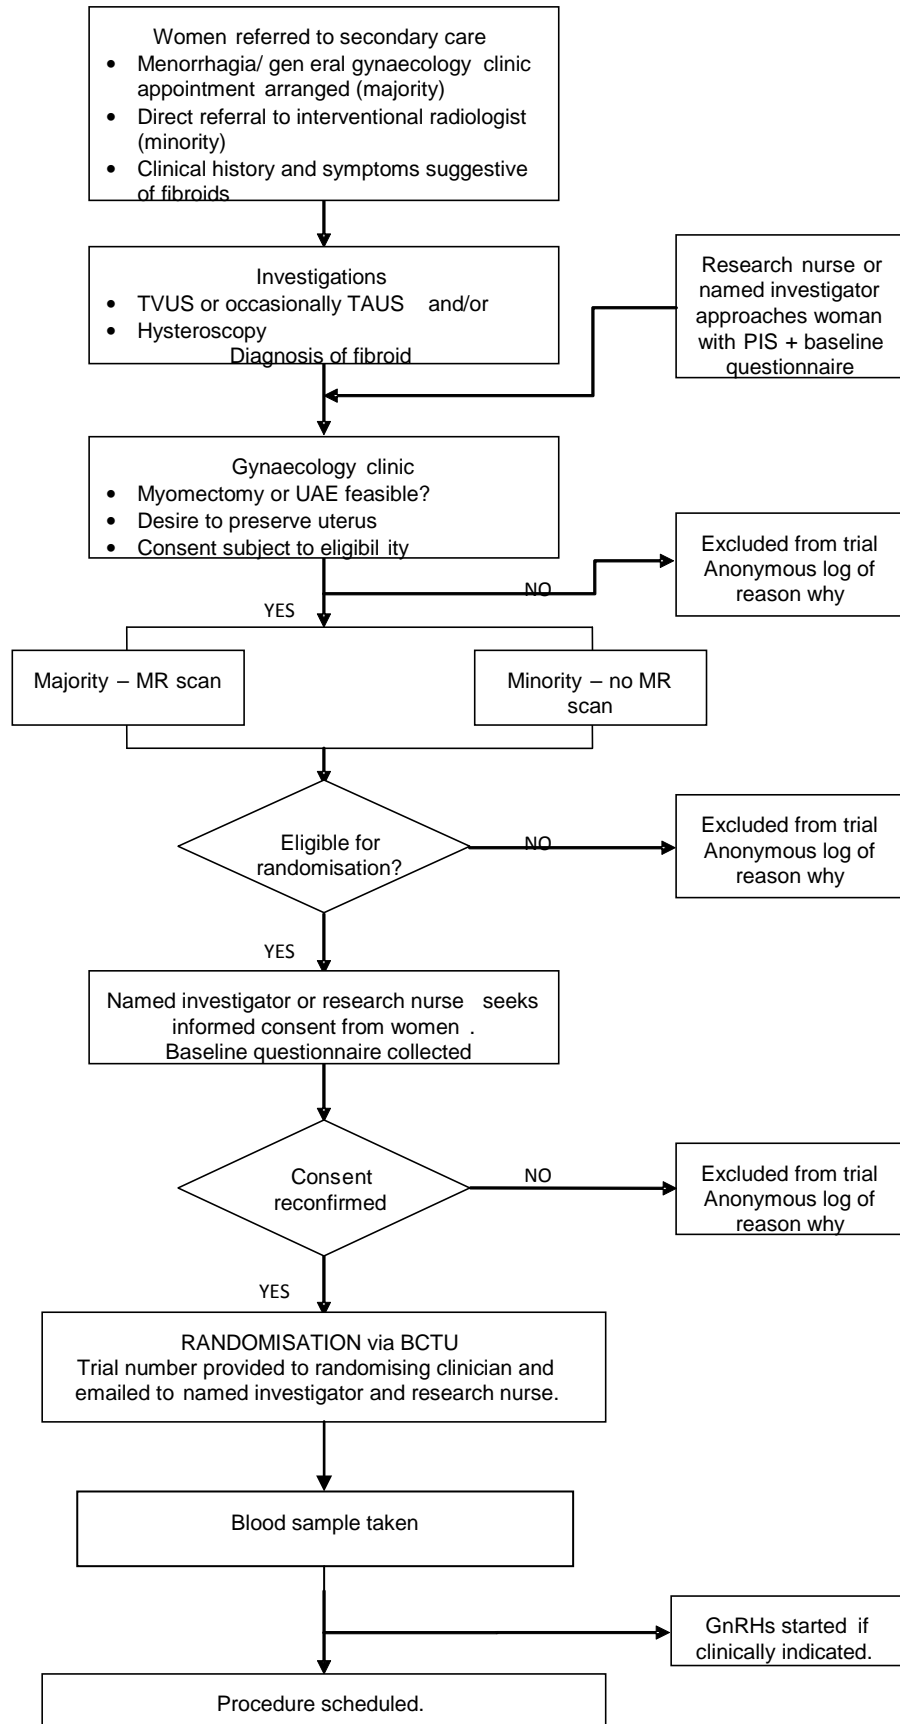 Women referred to secondary care
• Menorrhagia/ gen eral gynaecology clinic
appointment arranged (majority)
• Direct referral to interventional radiologist
(minority)
• Clinical history and symptoms suggestive
of fibroids
Investigations
• TVUS or occasionally TAUS and/or
• Hysteroscopy
Diagnosis of fibroid
Research nurse or
named investigator
approaches woman
with PIS + baseline
questionnaire
Gynaecology clinic
• Myomectomy or UAE feasible?
• Desire to preserve uterus
• Consent subject to eligibil ity
NO
Excluded from trial
Anonymous log of
reason why
YES
Majority – MR scan
Minority – no MR
scan
Eligible for
randomisation?
NO
Excluded from trial
Anonymous log of
reason why
YES
Named investigator or research nurse seeks
informed consent from women .
Baseline questionnaire collected
Consent
reconfirmed
NO
Excluded from trial
Anonymous log of
reason why
YES
RANDOMISATION via BCTU
Trial number provided to randomising clinician and
emailed to named investigator and research nurse.
Blood sample taken
GnRHs started if
clinically indicated.
Procedure scheduled.